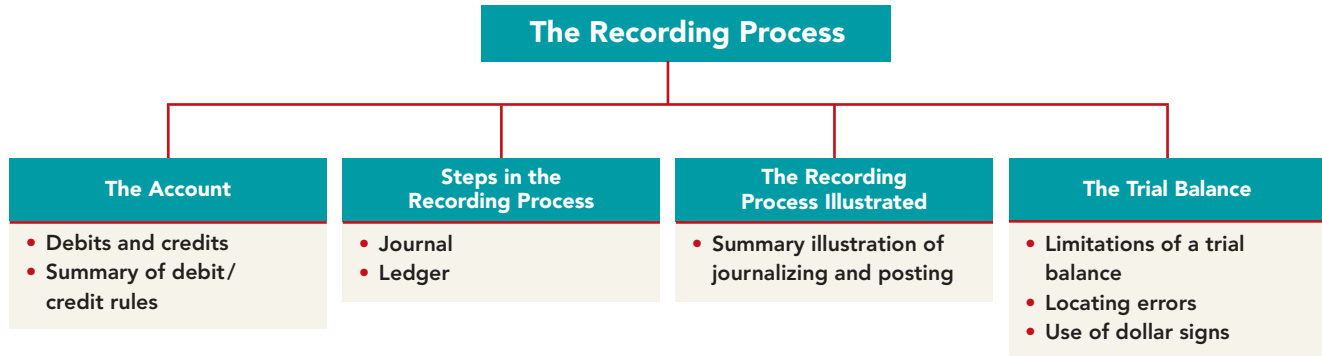 The Recording Process
The Account
• Debits and credits
• Summary of debit/
credit rules
Steps in the
Recording Process
• Journal
• Ledger
The Recording
Process Illustrated
• Summary illustration of
journalizing and posting
The Trial Balance
• Limitations of a trial
balance
• Locating errors
• Use of dollar signs